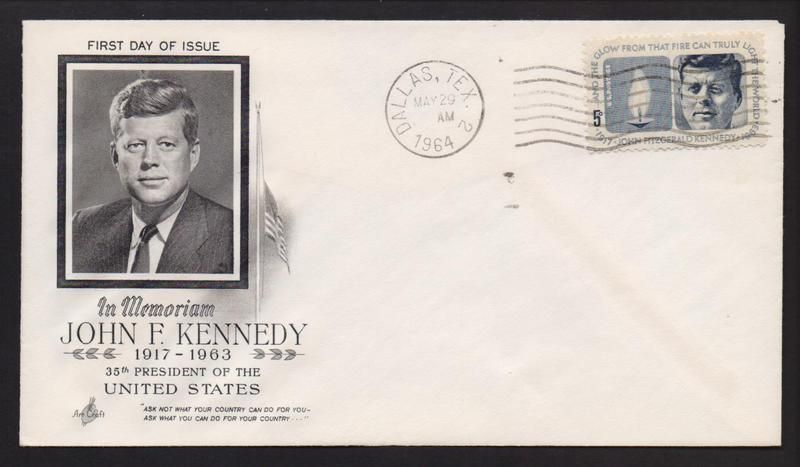 FIRST DAY OF ISSUE
In Memoriam
JOHN F. KENNEDY
1917-1963
35th PRESIDENT OF THE
UNITED STATES
Art Craft
"ASK NOT WHAT YOUR COUNTRY CAN DO FOR YOU-
ASK WHAT YOU CAN DO FOR YOUR COUNTRY---"
DALLAS, TEX. 2
MAY 29
AM
1964
AND THE GLOW FROM THAT FIRE CAN TRULY LIGHT THE WORLD
5¢
1917·JOHN FITZGERALD KENNEDY·1963